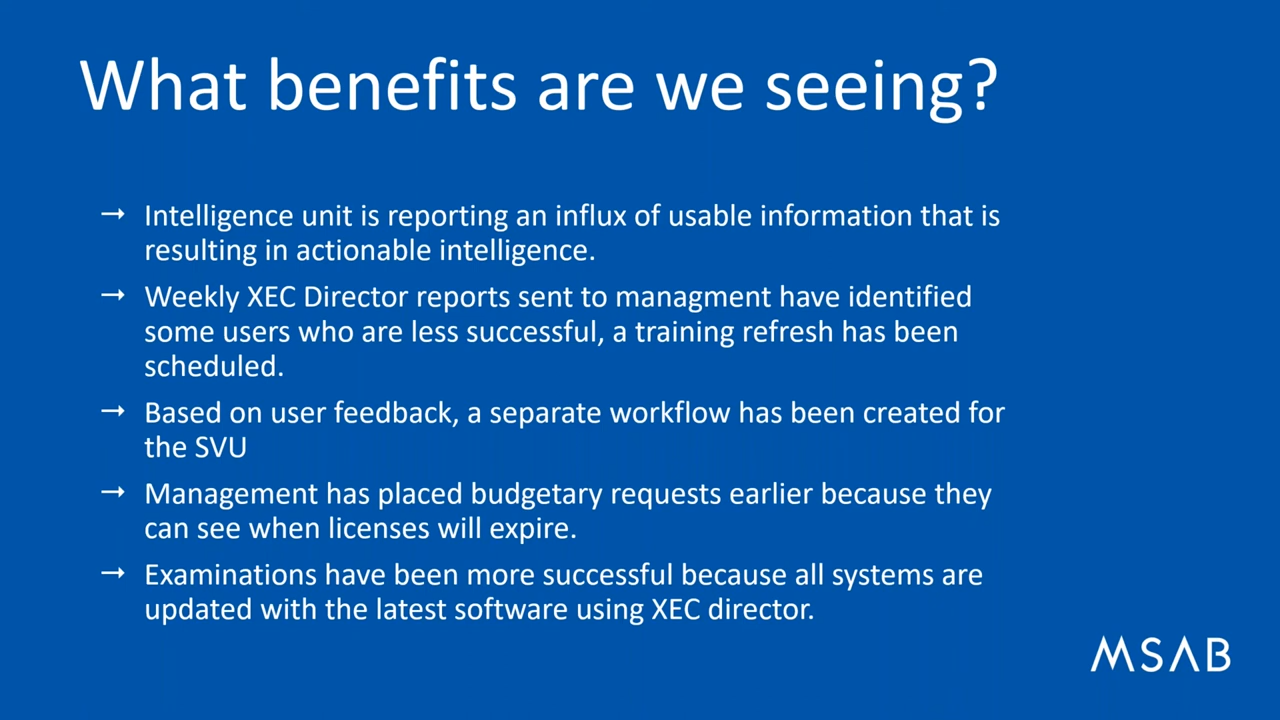 What benefits are we seeing?
→ Intelligence unit is reporting an influx of usable information that is
resulting in actionable intelligence.
→ Weekly XEC Director reports sent to managment have identified
some users who are less successful, a training refresh has been
scheduled.
→ Based on user feedback, a separate workflow has been created for
the SVU
→ Management has placed budgetary requests earlier because they
can see when licenses will expire.
→ Examinations have been more successful because all systems are
updated with the latest software using XEC director.
MSAB